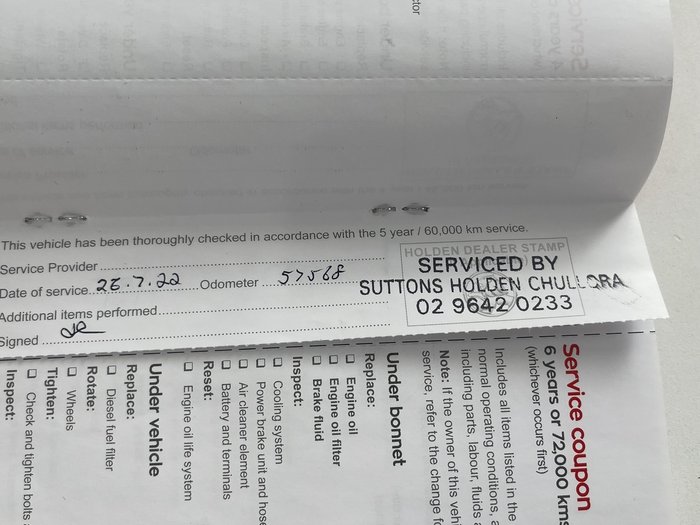 ctor
This vehicle has been thoroughly checked in accordance with the 5 year / 60,000 km service.
Service Provider
HOLDEN DEALER STAMP
SERVICED BY
SUTTONS HOLDEN CHULLORA
02 9642 0233
Date of service 26.7.22 Odometer 57568
Additional items performed
Signed
Service coupon
6 years or 72,000 kms
(whichever occurs first)
Includes all items listed in the
normal operating conditions, a
including parts, labour, fluids a
Note: If the owner of this vehi
service, refer to the change fo
Under bonnet
Replace:
☐ Engine oil
☐ Engine oil filter
☐ Brake fluid
Inspect:
☐ Cooling system
☐ Power brake unit and hose
☐ Air cleaner element
☐ Battery and terminals
Reset:
☐ Engine oil life system
Under vehicle
Replace:
☐ Diesel fuel filter
Rotate:
☐ Wheels
Tighten:
☐ Check and tighten bolts
Inspect: